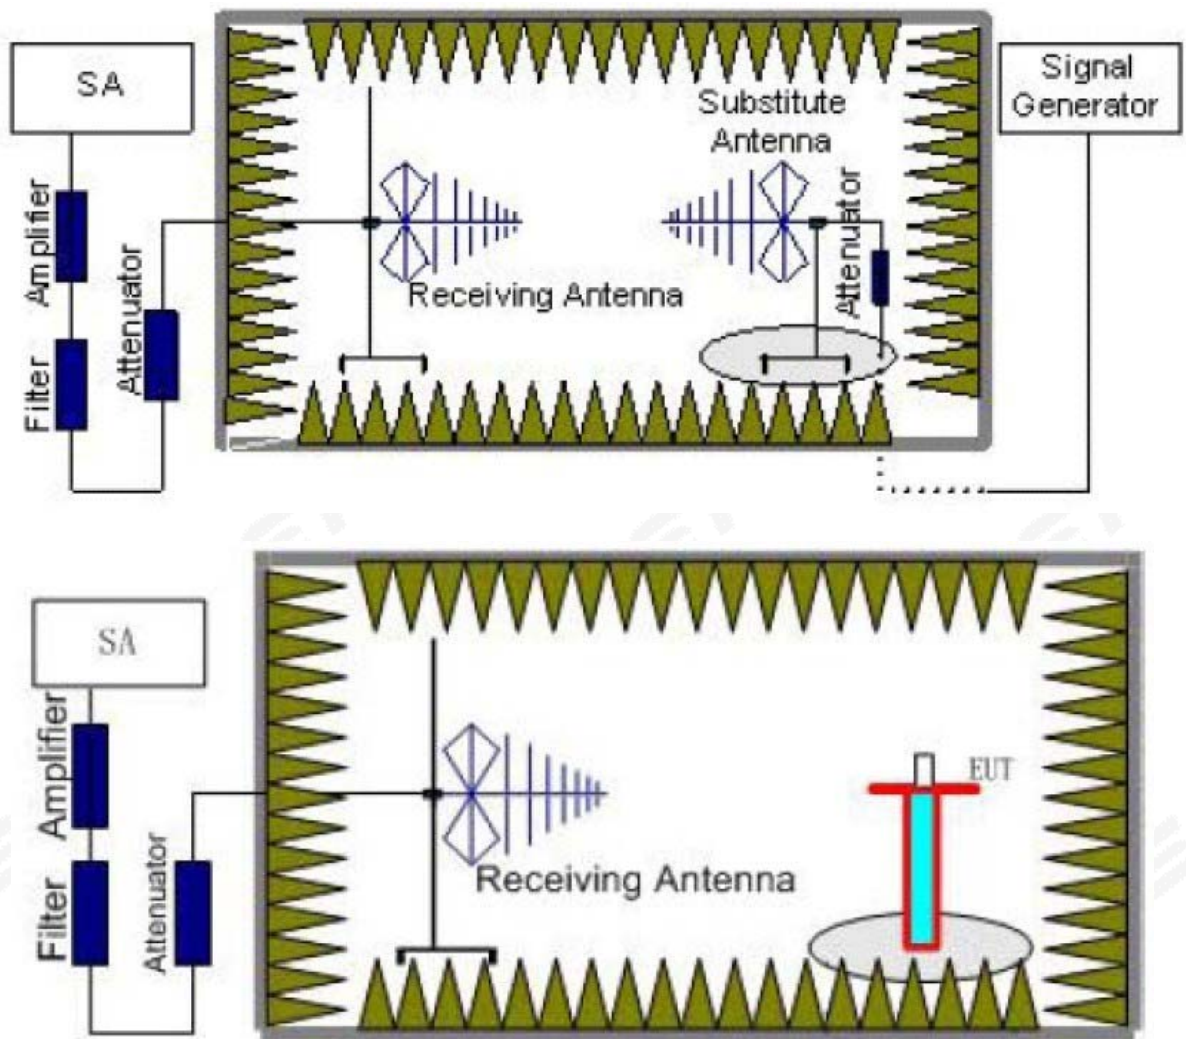 SA
Signal
Generator
Substitute
Antenna
Amplifier
Attenuator
Attenuator
Receiving Antenna
Filter
SA
Amplifier
EUT
Attenuator
Receiving Antenna
Filter